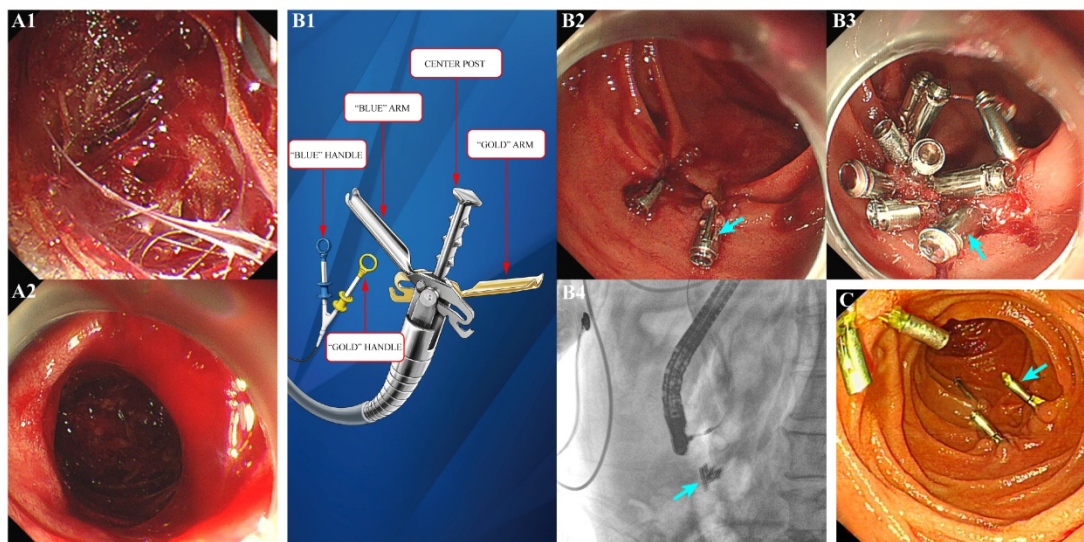 A1
B1
B2
B3
CENTER POST
“BLUE” ARM
“BLUE” HANDLE
“GOLD” ARM
A2
B4
C
“GOLD” HANDLE